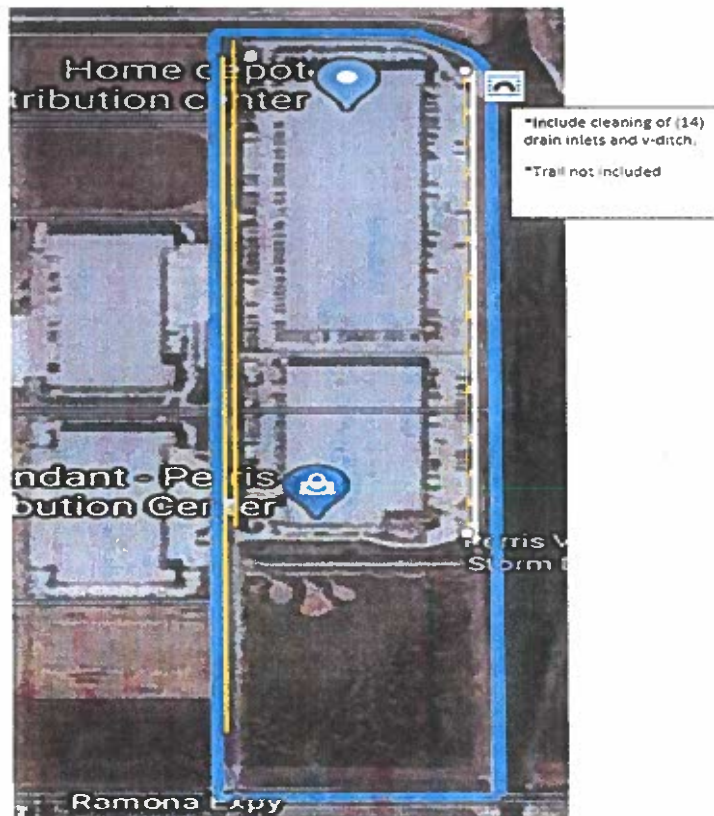 Home depot
tribution center
*Include cleaning of (14)
drain inlets and v-ditch.
*Trail not included
ndant - Perris
bution Center
Perris V
Storm
Ramona Expy